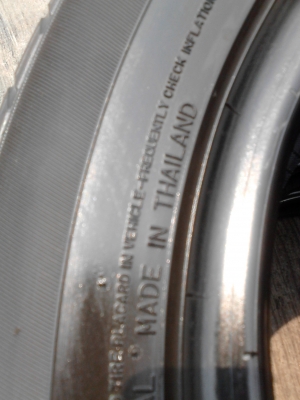 TIRE PLACARD IN VEHICLE-FREQUENTLY CHECK INFLATION
MADE IN THAILAND